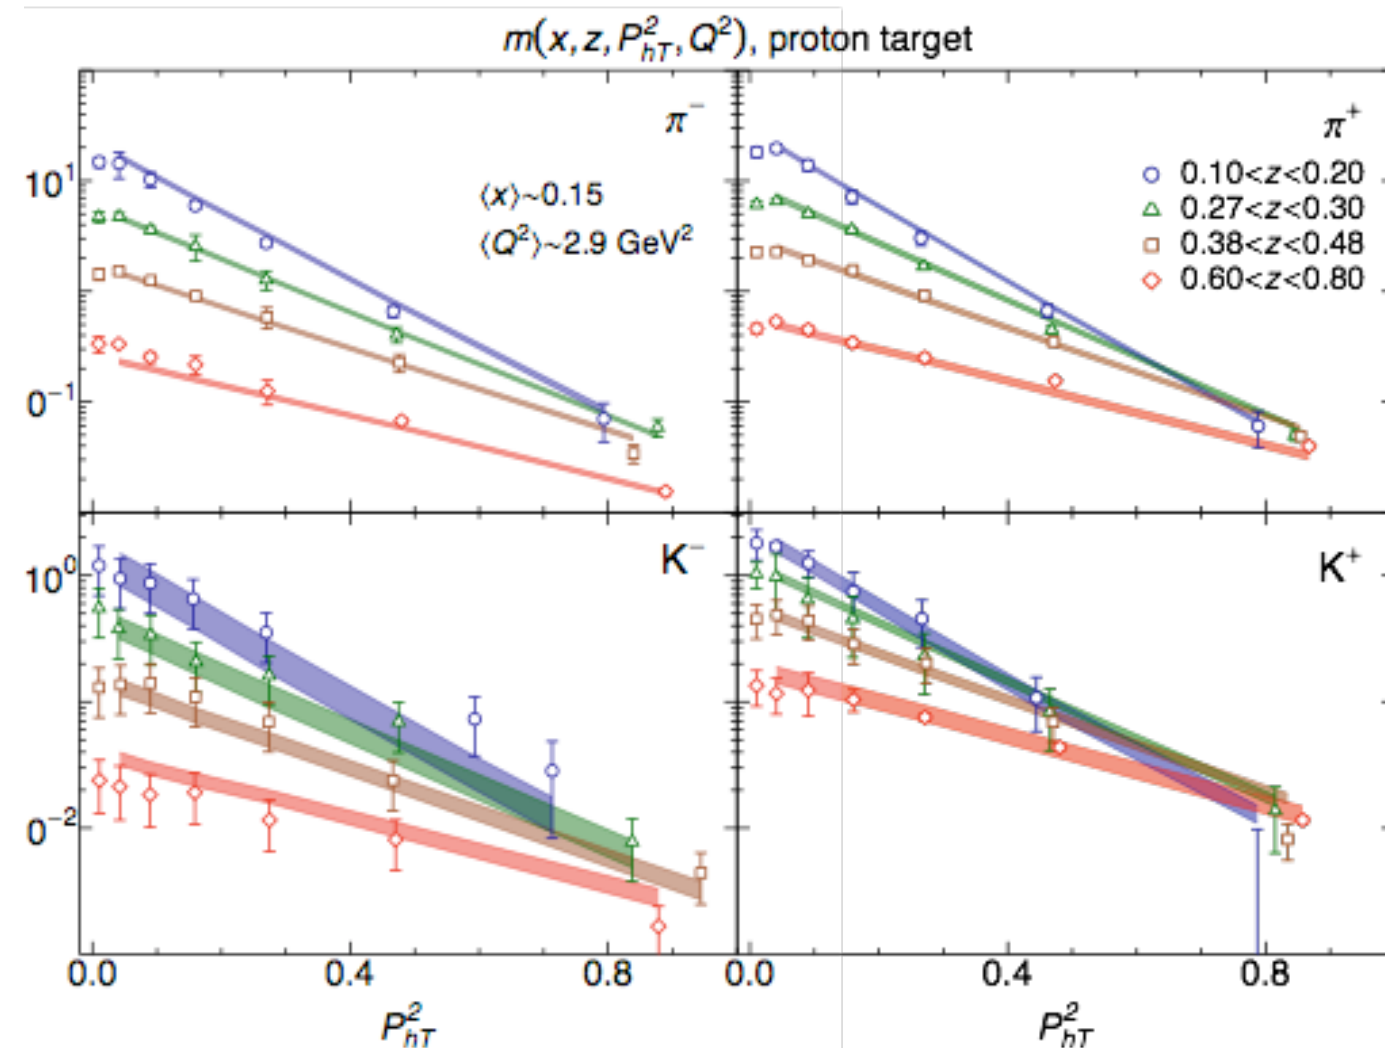 m(x, z, P²hT, Q²), proton target
π⁻
⟨x⟩~0.15
⟨Q²⟩~2.9 GeV²
π⁺
0.10<z<0.20
0.27<z<0.30
0.38<z<0.48
0.60<z<0.80
10¹
10⁻¹
K⁻
K⁺
10⁰
10⁻²
0.0 0.4 0.8 0.0 0.4 0.8
P²hT P²hT